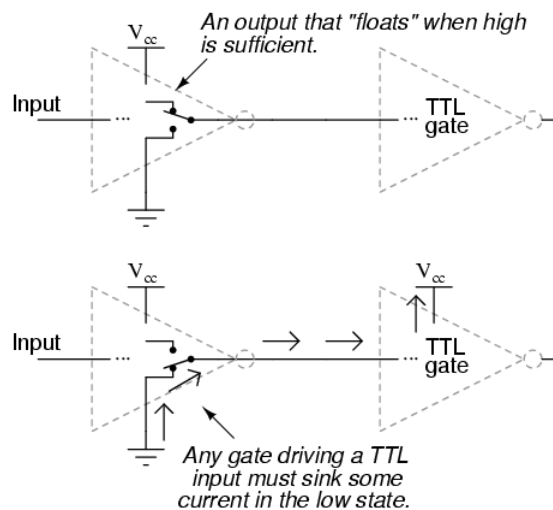 An output that "floats" when high
is sufficient.
Vcc
Input
...
...
TTL
gate
Vcc
Vcc
Input
...
...
TTL
gate
Any gate driving a TTL
input must sink some
current in the low state.